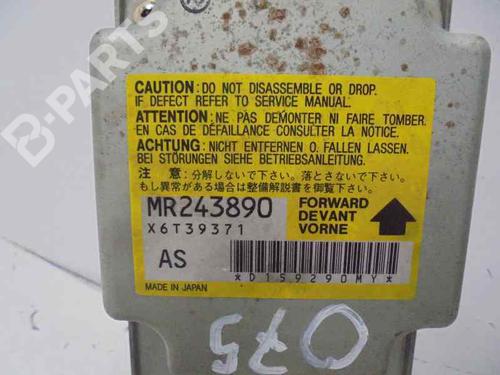 B-PARTS
CAUTION: DO NOT DISASSEMBLE OR DROP.
IF DEFECT REFER TO SERVICE MANUAL.
ATTENTION: NE PAS DEMONTER NI FAIRE TOMBER.
EN CAS DE DÉFAILLANCE CONSULTER LA NOTICE.
ACHTUNG: NICHT ENTFERNEN O. FALLEN LASSEN.
BEI STÖRUNGEN SIEHE BETRIEBSANLEITUNG.
注 意: 分解しないで下さい。落とさないで下さい。
もし異常がある場合は整備解説書を御覧下さい。
MR243890
X6T39371
FORWARD
DEVANT
VORNE
AS
*D159290MY*
MADE IN JAPAN
075